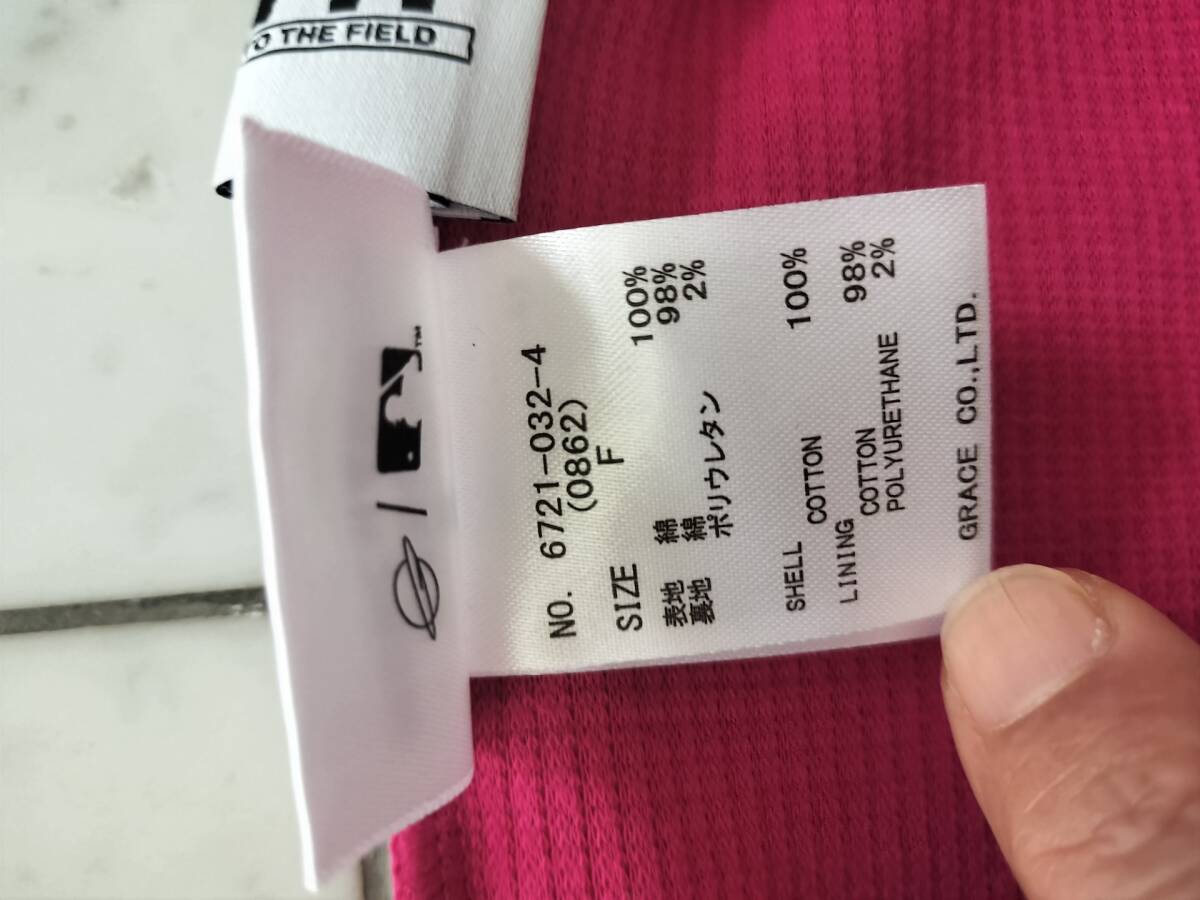 TO THE FIELD
TM
NO. 6721-032-4
(0862)
SIZE F
表地 綿 100%
裏地 綿 98%
ポリウレタン 2%
SHELL
COTTON 100%
LINING
COTTON 98%
POLYURETHANE 2%
GRACE CO.,LTD.